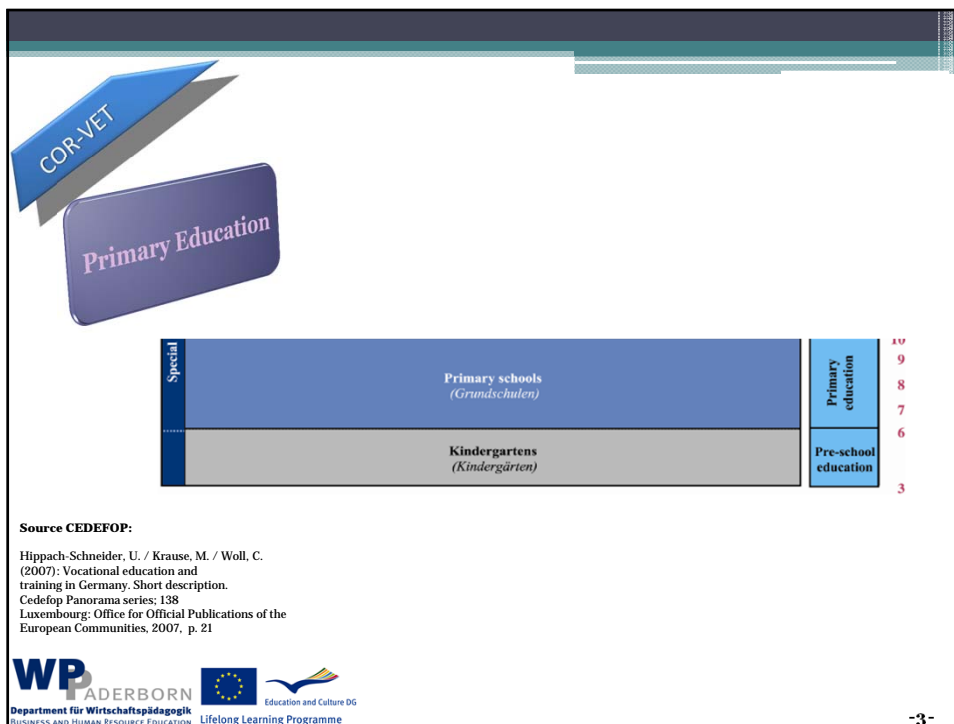 COR-VET
Primary Education
Special
Primary schools
(Grundschulen)
Primary
education
10
9
8
7
6
Kindergartens
(Kindergärten)
Pre-school
education
3
Source CEDEFOP:
Hippach-Schneider, U. / Krause, M. / Woll, C.
(2007): Vocational education and
training in Germany. Short description.
Cedefop Panorama series; 138
Luxembourg: Office for Official Publications of the
European Communities, 2007, p. 21
WP
PADERBORN
Department für Wirtschaftspädagogik
BUSINESS AND HUMAN RESOURCE EDUCATION
Education and Culture DG
Lifelong Learning Programme
-3-